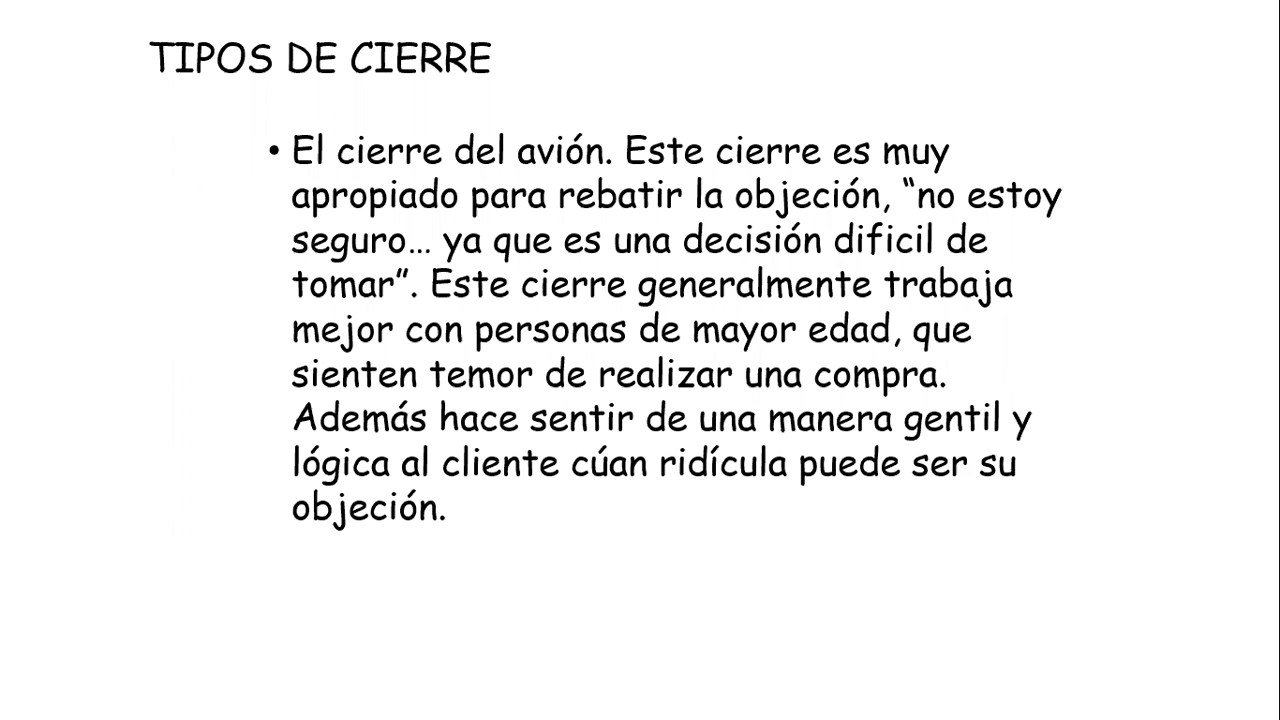 TIPOS DE CIERRE
• El cierre del avión. Este cierre es muy
apropiado para rebatir la objeción, “no estoy
seguro... ya que es una decisión dificil de
tomar”. Este cierre generalmente trabaja
mejor con personas de mayor edad, que
sienten temor de realizar una compra.
Además hace sentir de una manera gentil y
lógica al cliente cúan ridícula puede ser su
objeción.